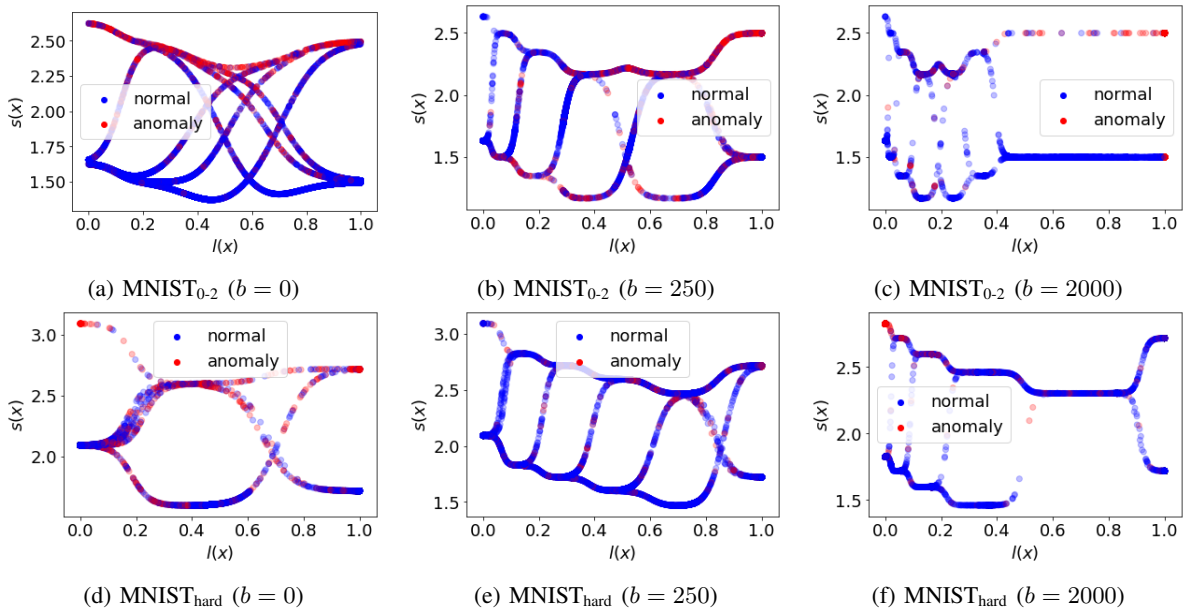 2.50
2.25
2.00
1.75
1.50
s(x)
normal
anomaly
0.0 0.2 0.4 0.6 0.8 1.0
l(x)
(a) MNIST0-2 (b = 0)
2.5
2.0
1.5
s(x)
normal
anomaly
0.0 0.2 0.4 0.6 0.8 1.0
l(x)
(b) MNIST0-2 (b = 250)
2.5
2.0
1.5
s(x)
normal
anomaly
0.0 0.2 0.4 0.6 0.8 1.0
l(x)
(c) MNIST0-2 (b = 2000)
3.0
2.5
2.0
s(x)
normal
anomaly
0.0 0.2 0.4 0.6 0.8 1.0
l(x)
(d) MNISThard (b = 0)
3.0
2.5
2.0
1.5
s(x)
normal
anomaly
0.0 0.2 0.4 0.6 0.8 1.0
l(x)
(e) MNISThard (b = 250)
2.5
2.0
1.5
s(x)
normal
anomaly
0.0 0.2 0.4 0.6 0.8 1.0
l(x)
(f) MNISThard (b = 2000)